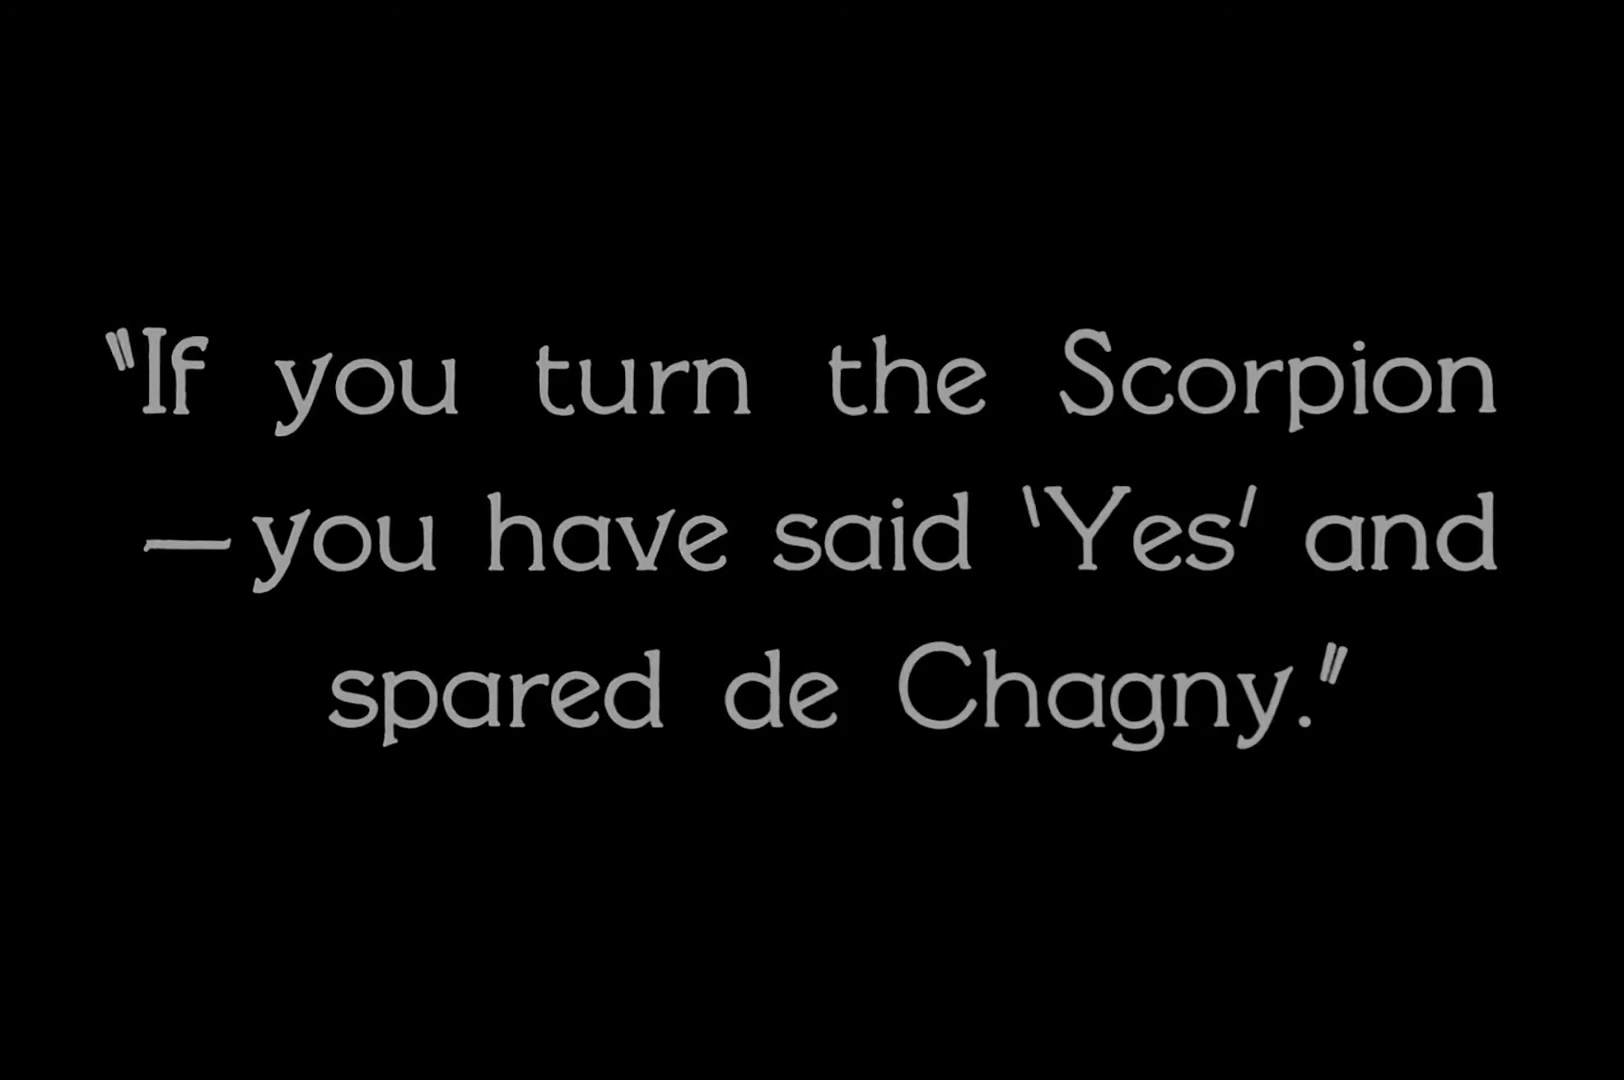 "If you turn the Scorpion
—you have said 'Yes' and
spared de Chagny."